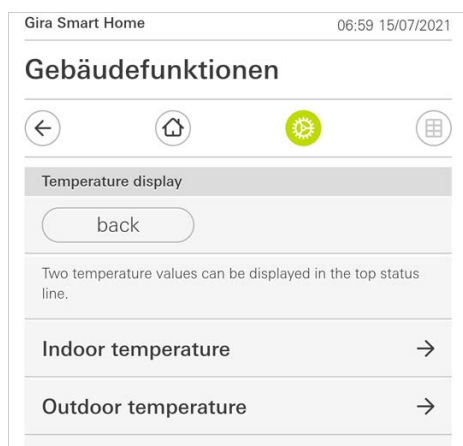 Gira Smart Home 06:59 15/07/2021
Gebäudefunktionen
Temperature display
back
Two temperature values can be displayed in the top status
line.
Indoor temperature
Outdoor temperature